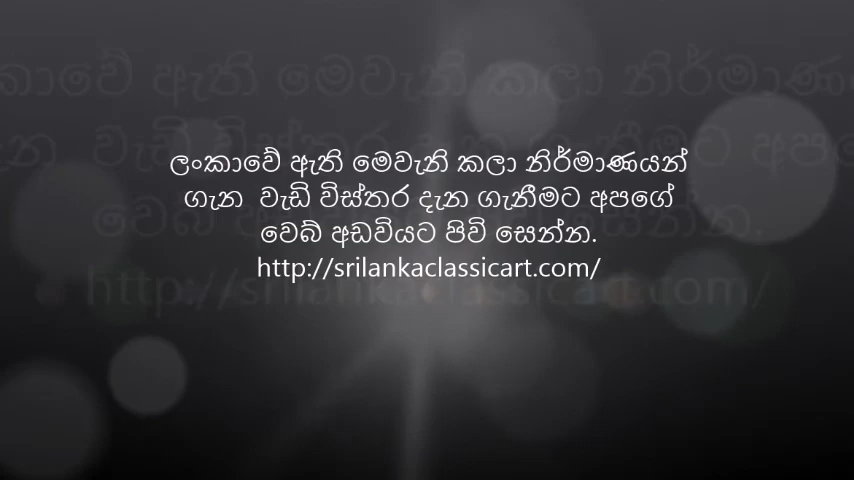 ලංකාවේ ඇති මෙවැනි කලා නිර්මාණයන්
ගැන වැඩි විස්තර දැන ගැනීමට අපගේ
වෙබ් අඩවියට පිවි සෙන්න.
http://srilankaclassicart.com/